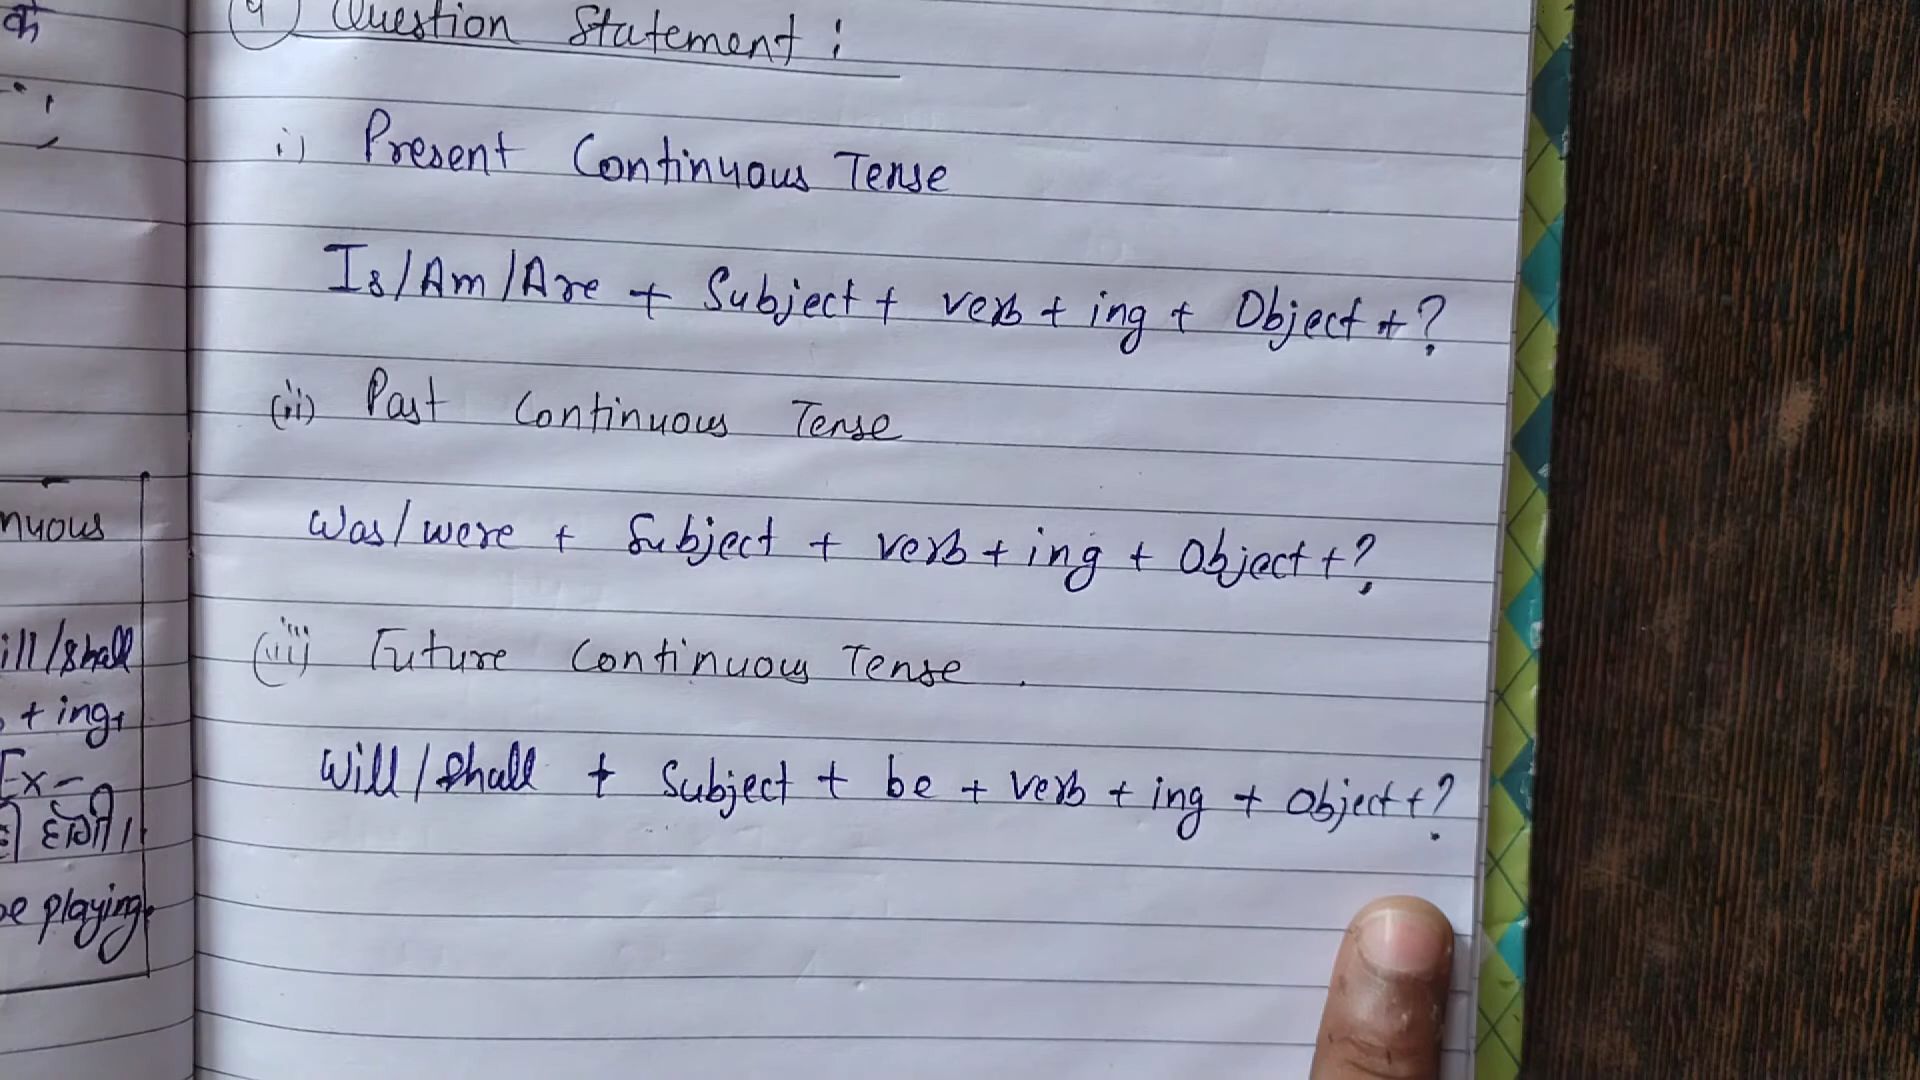 के
Question Statement :
i) Present Continuous Tense
Is/Am/Are + Subject + verb + ing + Object + ?
(ii) Past Continuous Tense
Was/were + Subject + verb + ing + Object + ?
(iii) Future Continuous Tense .
Will/Shall + Subject + be + verb + ing + Object + ?
nuous
ill/shall
+ ing+
Ex-
होगी।
playing